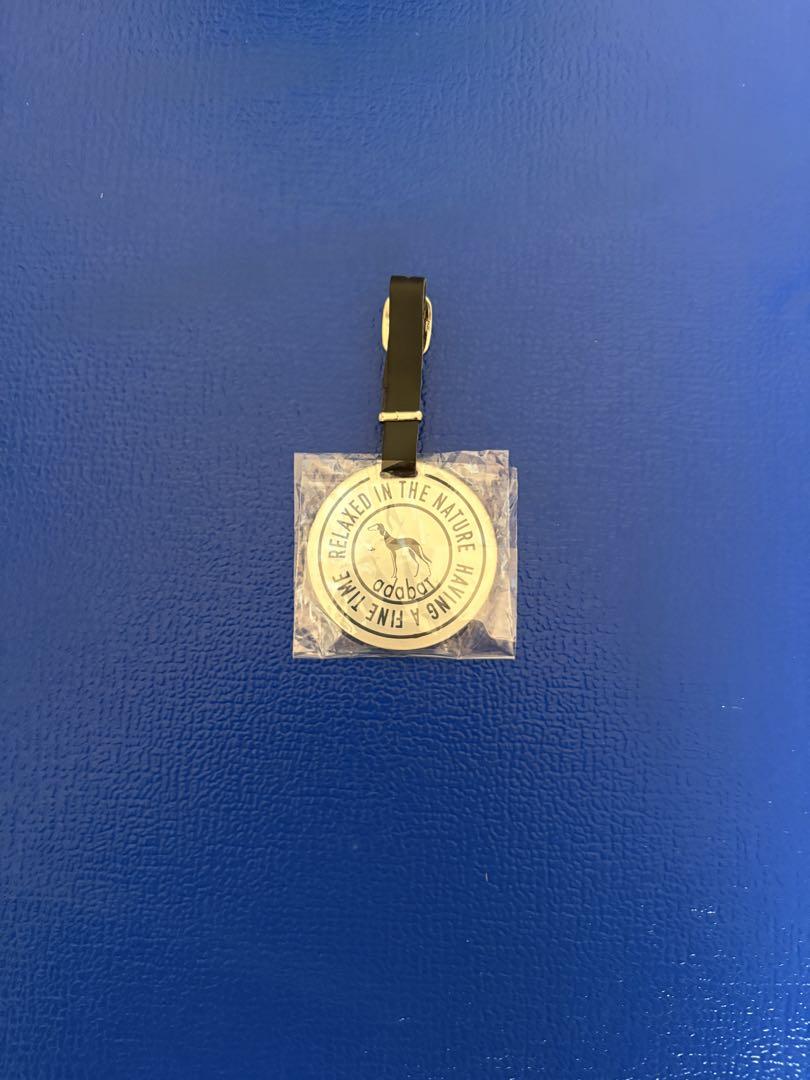 RELAXED IN THE NATURE HAVING A FINE TIME
adabat